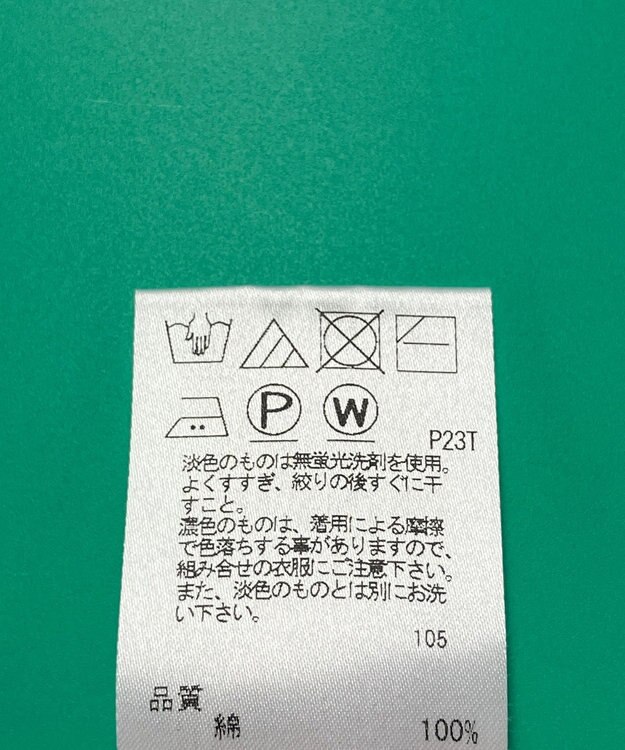 P W
P23T
淡色のものは無蛍光洗剤を使用。
よくすすぎ、絞りの後すぐに干
すこと。
濃色のものは、着用による摩擦
で色落ちする事がありますので、
組み合せの衣服にご注意下さい。
また、淡色のものとは別にお洗
い下さい。
105
品質
綿 100%